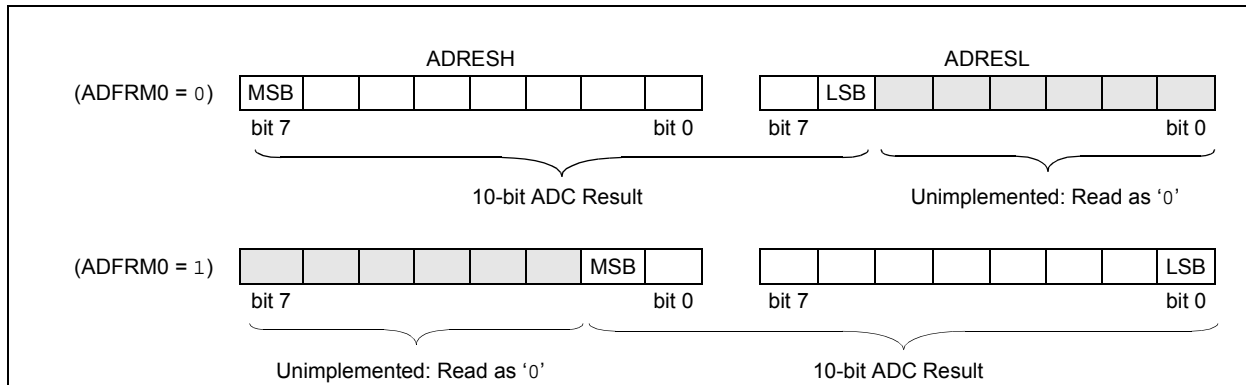 ADRESH ADRESL
(ADFRM0 = 0) MSB LSB
bit 7 bit 0 bit 7 bit 0
10-bit ADC Result Unimplemented: Read as ‘0’
(ADFRM0 = 1) MSB LSB
bit 7 bit 0 bit 7 bit 0
Unimplemented: Read as ‘0’ 10-bit ADC Result